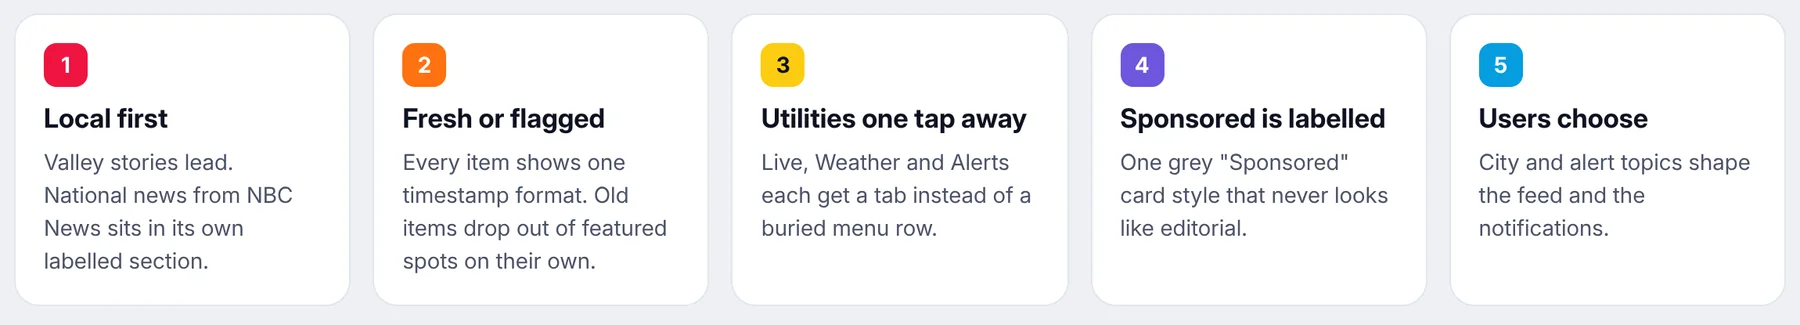 1
Local first
Valley stories lead.
National news from NBC
News sits in its own
labelled section.
2
Fresh or flagged
Every item shows one
timestamp format. Old
items drop out of featured
spots on their own.
3
Utilities one tap away
Live, Weather and Alerts
each get a tab instead of a
buried menu row.
4
Sponsored is labelled
One grey "Sponsored"
card style that never looks
like editorial.
5
Users choose
City and alert topics shape
the feed and the
notifications.